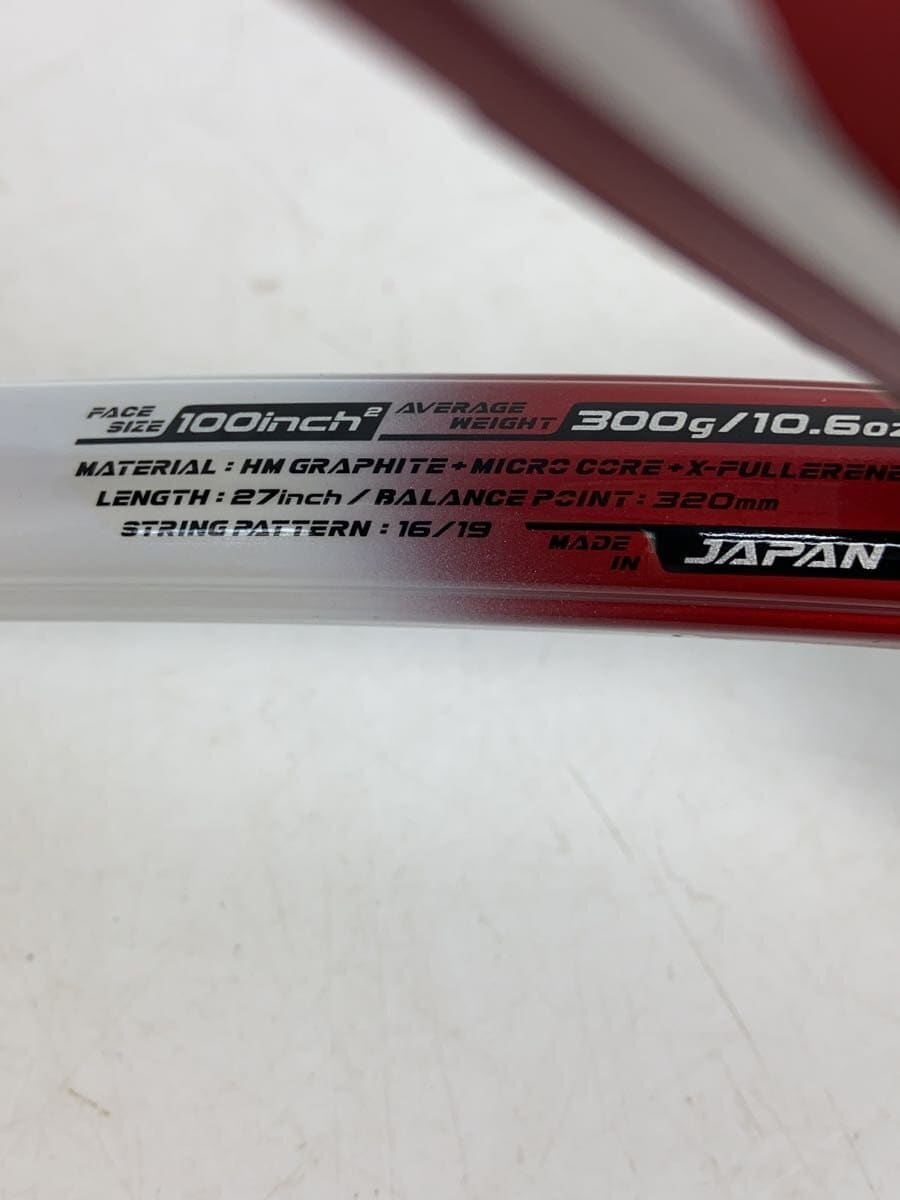 FACE SIZE 100inch² AVERAGE WEIGHT 300g/10.6oz
MATERIAL : HM GRAPHITE + MICRO CORE + X-FULLERENE
LENGTH : 27inch / BALANCE POINT : 320mm
STRING PATTERN : 16/19
MADE IN JAPAN